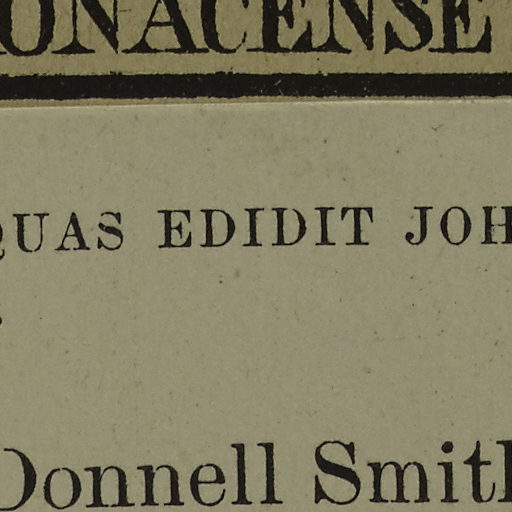 ONACENSE
QUAS EDIDIT JOH
Donnell Smith